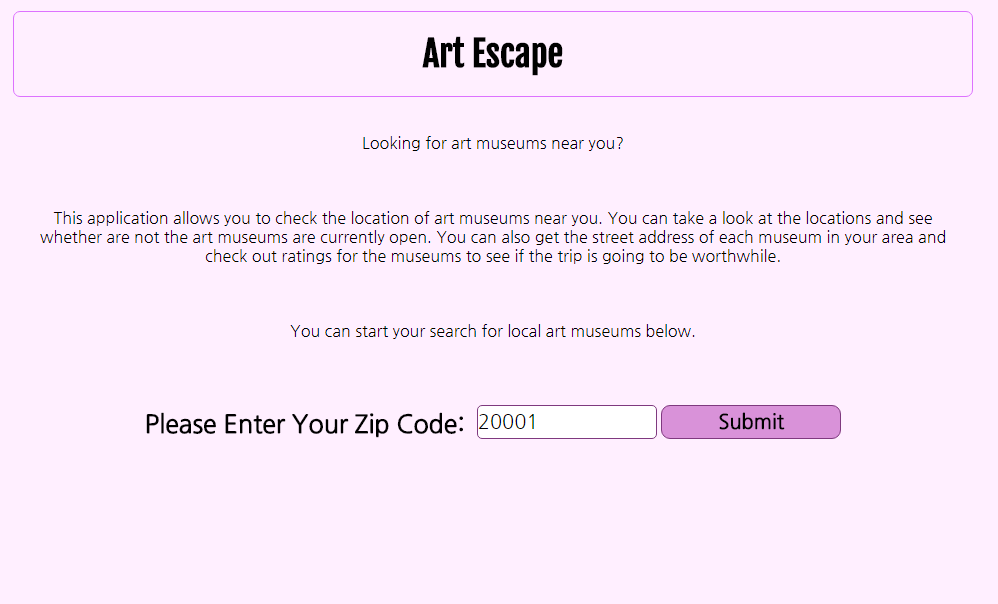 Art Escape
Looking for art museums near you?
This application allows you to check the location of art museums near you. You can take a look at the locations and see
whether are not the art museums are currently open. You can also get the street address of each museum in your area and
check out ratings for the museums to see if the trip is going to be worthwhile.
You can start your search for local art museums below.
Please Enter Your Zip Code: 20001 Submit